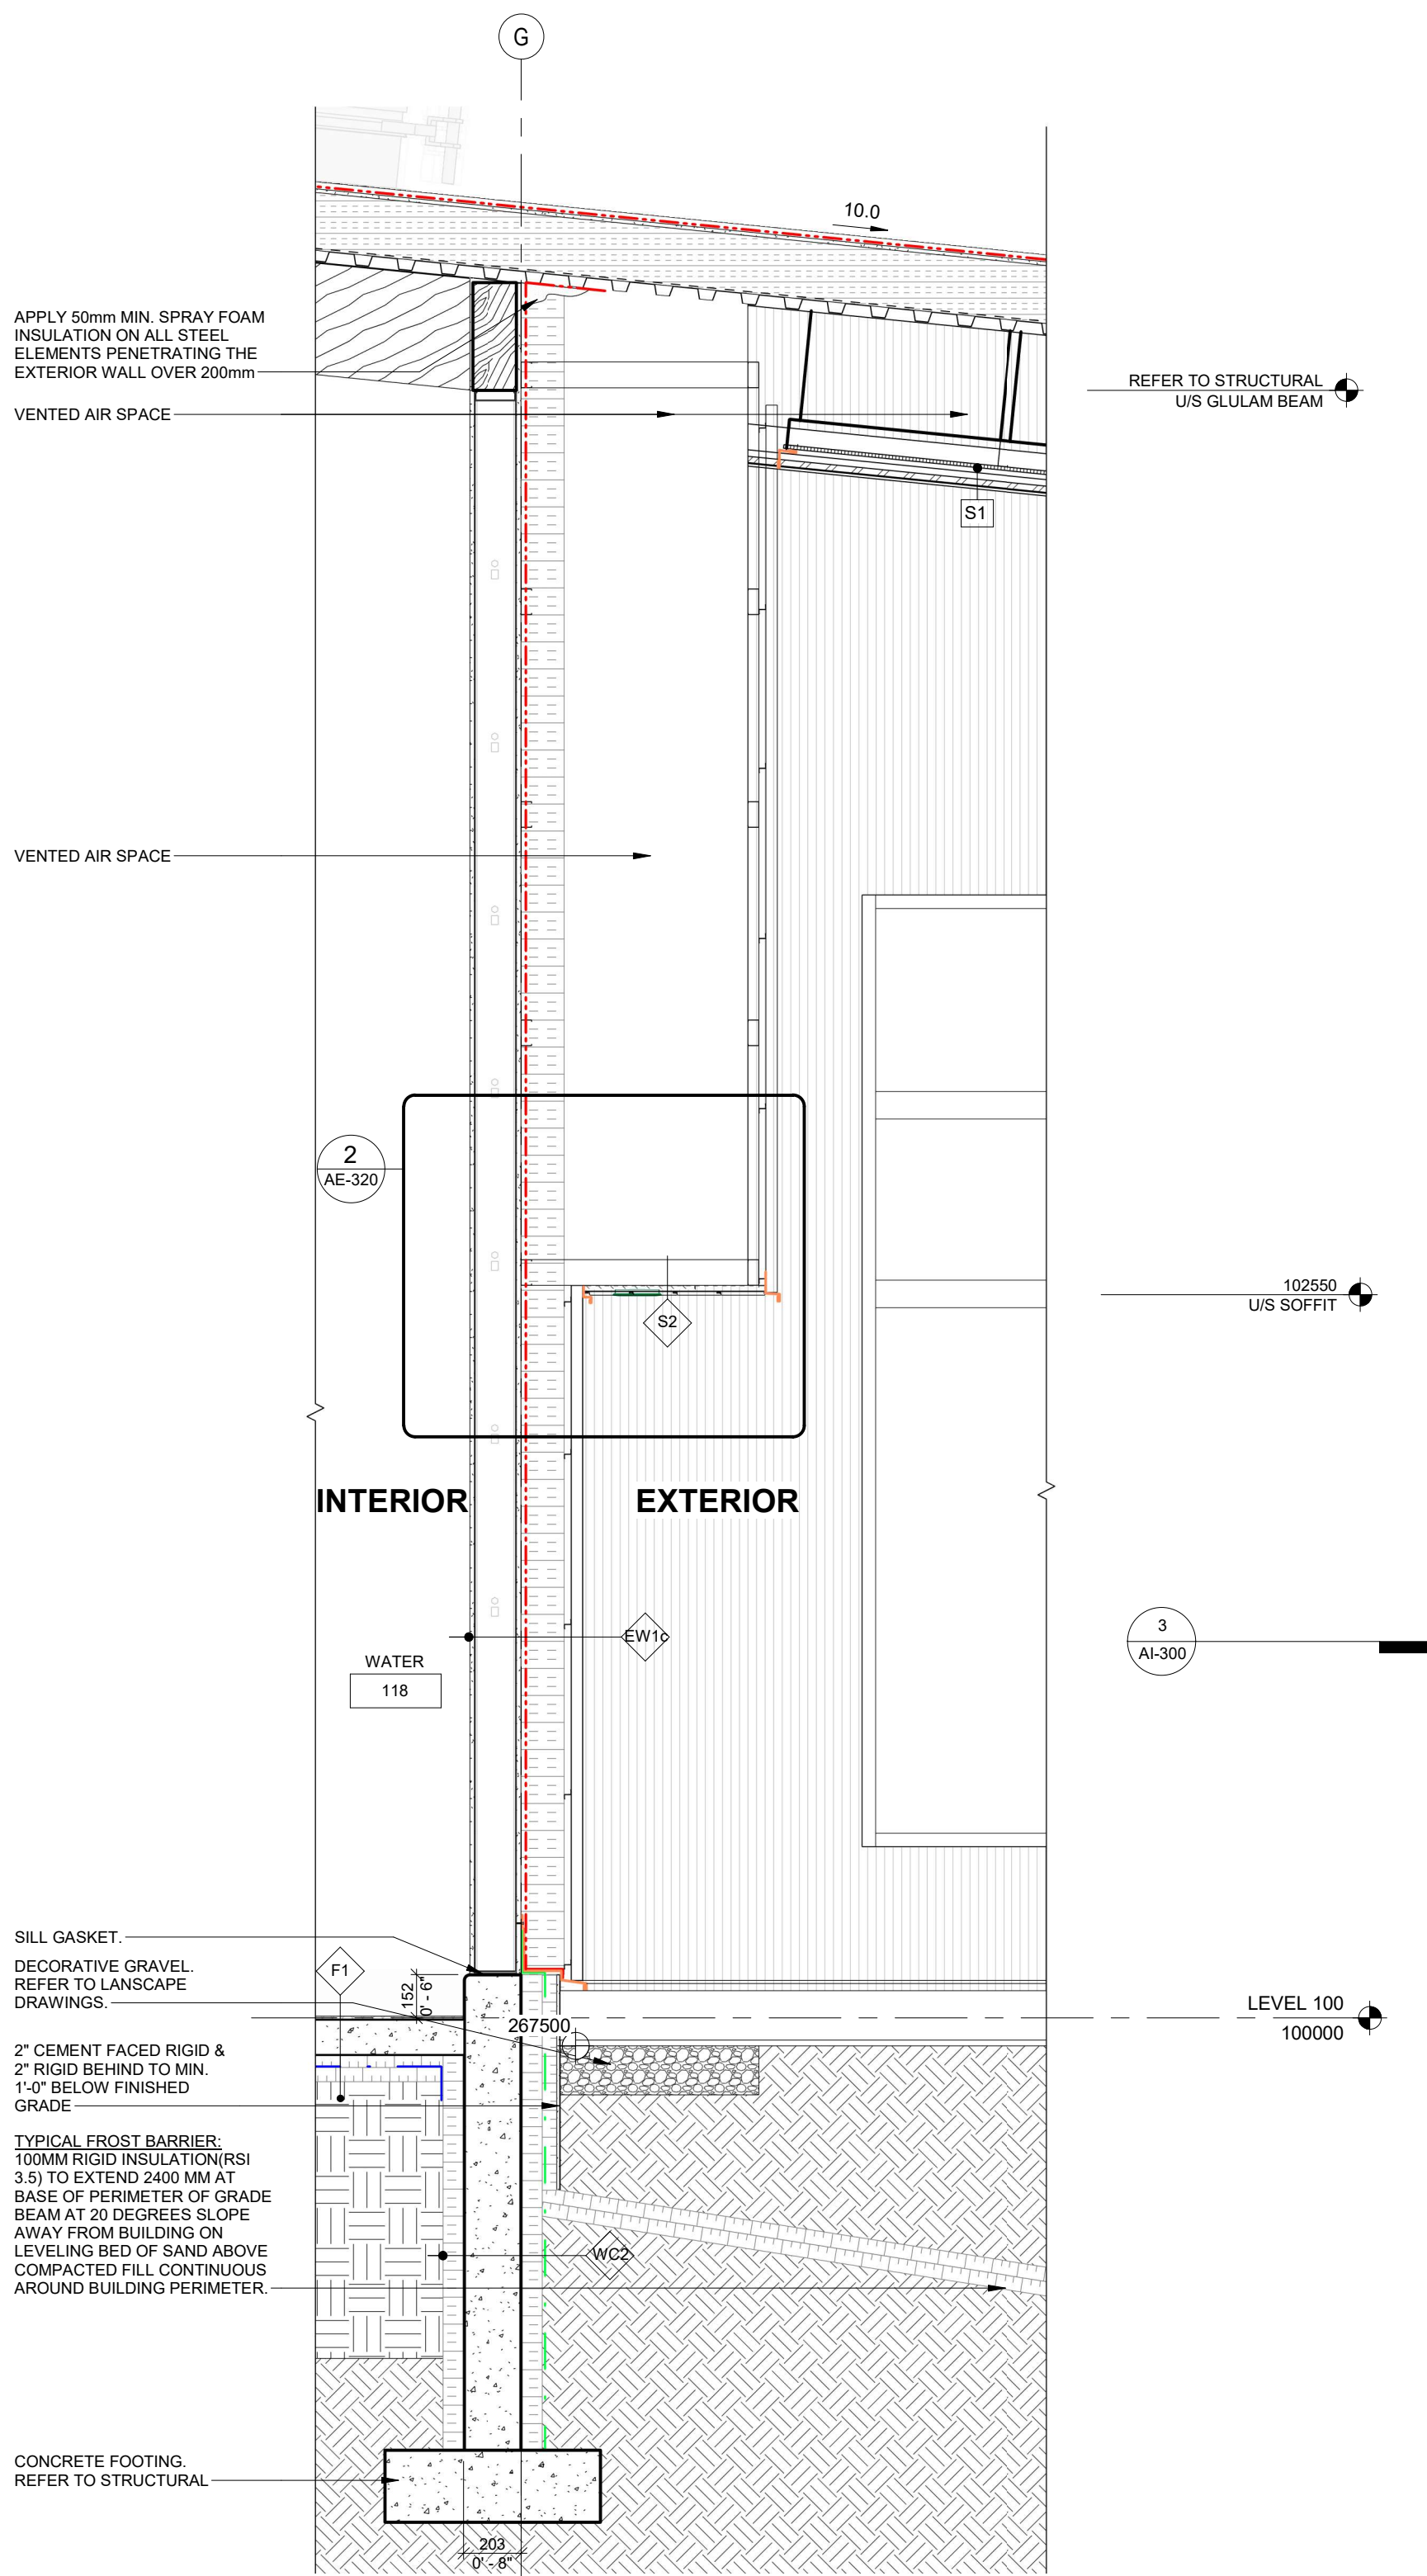 G
10.0
APPLY 50mm MIN. SPRAY FOAM
INSULATION ON ALL STEEL
ELEMENTS PENETRATING THE
EXTERIOR WALL OVER 200mm
VENTED AIR SPACE
REFER TO STRUCTURAL
U/S GLULAM BEAM
S1
VENTED AIR SPACE
2
AE-320
102550
U/S SOFFIT
S2
INTERIOR
EXTERIOR
EW1c
WATER
118
3
AI-300
SILL GASKET.
DECORATIVE GRAVEL.
REFER TO LANSCAPE
DRAWINGS.
F1
152
0' - 6"
267500
LEVEL 100
100000
2" CEMENT FACED RIGID &
2" RIGID BEHIND TO MIN.
1'-0" BELOW FINISHED
GRADE
TYPICAL FROST BARRIER:
100MM RIGID INSULATION(RSI
3.5) TO EXTEND 2400 MM AT
BASE OF PERIMETER OF GRADE
BEAM AT 20 DEGREES SLOPE
AWAY FROM BUILDING ON
LEVELING BED OF SAND ABOVE
COMPACTED FILL CONTINUOUS
AROUND BUILDING PERIMETER.
WC2
CONCRETE FOOTING.
REFER TO STRUCTURAL
203
0' - 8"